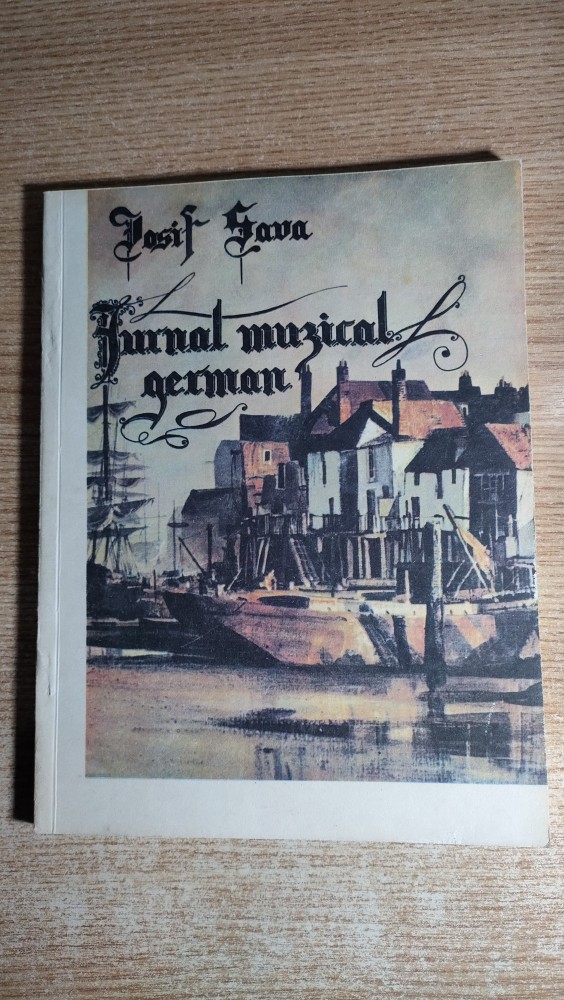 Iosif Sava
Jurnal muzical
german